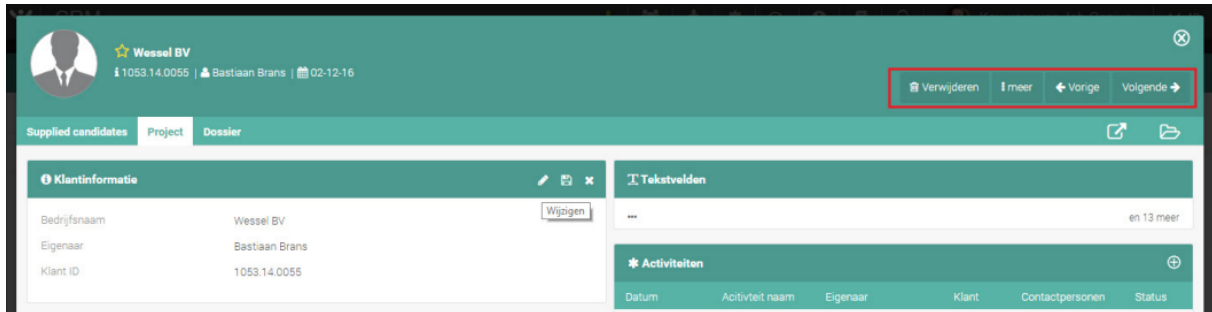 Wessel BV
1053.14.0055 | Bastiaan Brans | 02-12-16
Verwijderen meer Vorige Volgende
Supplied candidates Project Dossier
Klantinformatie
Wijzigen
Bedrijfsnaam Wessel BV
Eigenaar Bastiaan Brans
Klant ID 1053.14.0055
Tekstvelden
... en 13 meer
Activiteiten
Datum Acitivteit naam Eigenaar Klant Contactpersonen Status